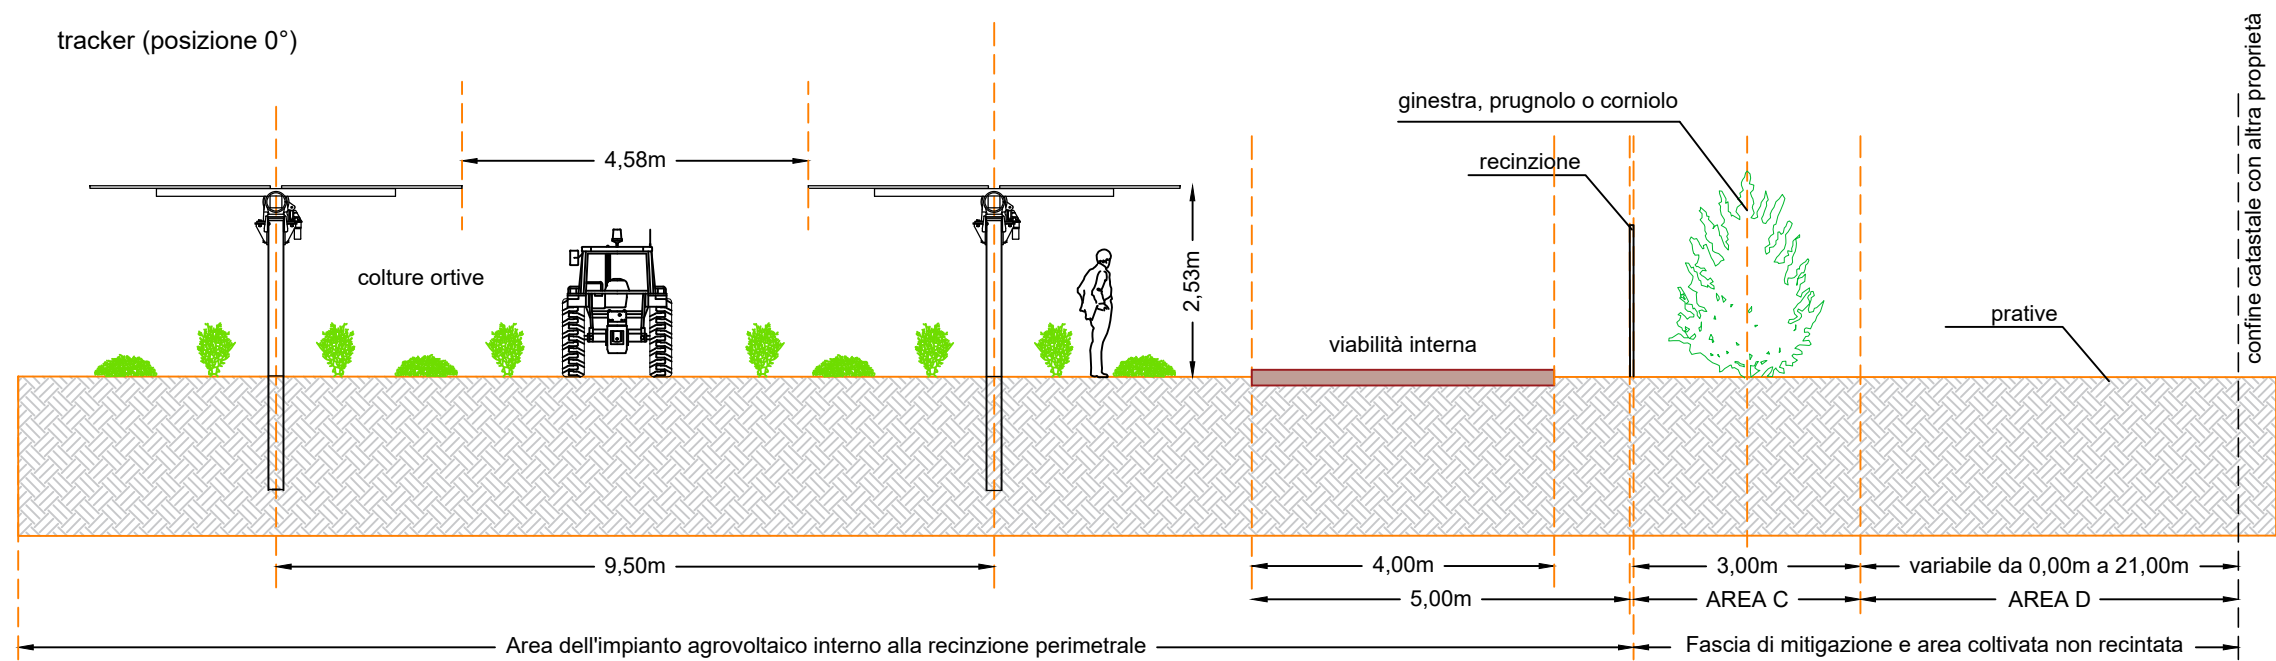 tracker (posizione 0°)
ginestra, prugnolo o corniolo
recinzione
4,58m
colture ortive
2,53m
viabilità interna
prative
confine catastale con altra proprietà
9,50m
4,00m
3,00m
variabile da 0,00m a 21,00m
5,00m
AREA C
AREA D
Area dell'impianto agrovoltaico interno alla recinzione perimetrale
Fascia di mitigazione e area coltivata non recintata